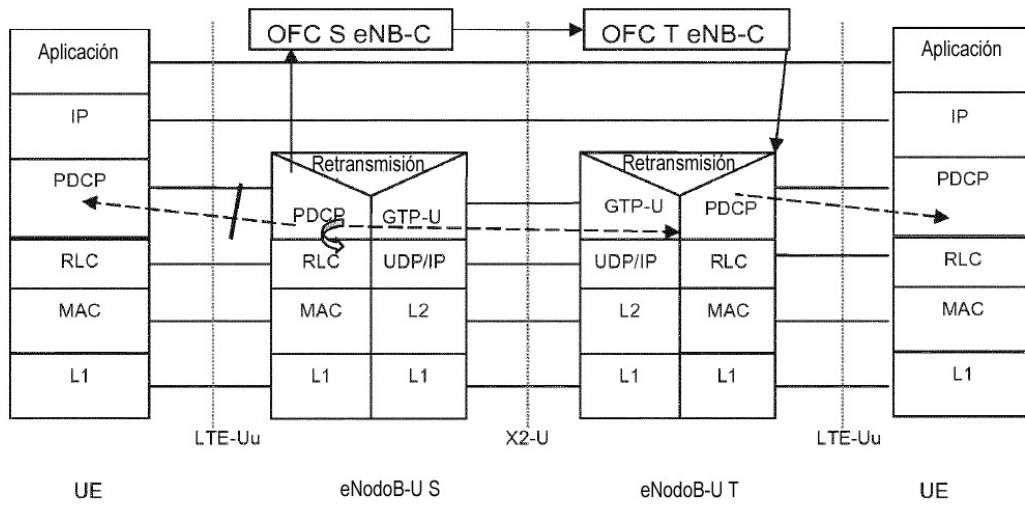 OFC S eNB-C
OFC T eNB-C
Aplicación
IP
PDCP
RLC
MAC
L1
Retransmisión
PDCP
GTP-U
RLC
UDP/IP
MAC
L2
L1
L1
Retransmisión
GTP-U
PDCP
UDP/IP
RLC
L2
MAC
L1
L1
Aplicación
IP
PDCP
RLC
MAC
L1
LTE-Uu
X2-U
LTE-Uu
UE
eNodoB-U S
eNodoB-U T
UE